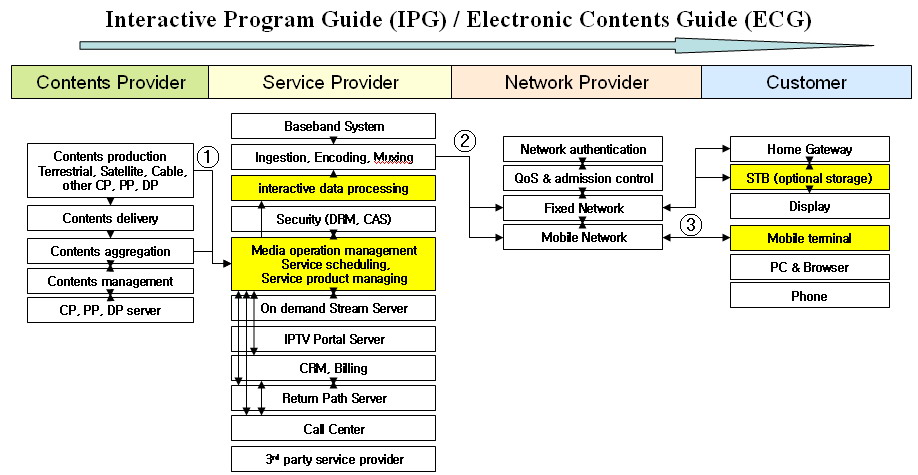 Interactive Program Guide (IPG) / Electronic Contents Guide (ECG)
Contents Provider
Service Provider
Network Provider
Customer
Contents production
Terrestrial, Satellite, Cable,
other CP, PP, DP
Contents delivery
Contents aggregation
Contents management
CP, PP, DP server
①
Baseband System
Ingestion, Encoding, Muxing
interactive data processing
Security (DRM, CAS)
Media operation management
Service scheduling,
Service product managing
On demand Stream Server
IPTV Portal Server
CRM, Billing
Return Path Server
Call Center
3rd party service provider
②
Network authentication
QoS & admission control
Fixed Network
Mobile Network
③
Home Gateway
STB (optional storage)
Display
Mobile terminal
PC & Browser
Phone